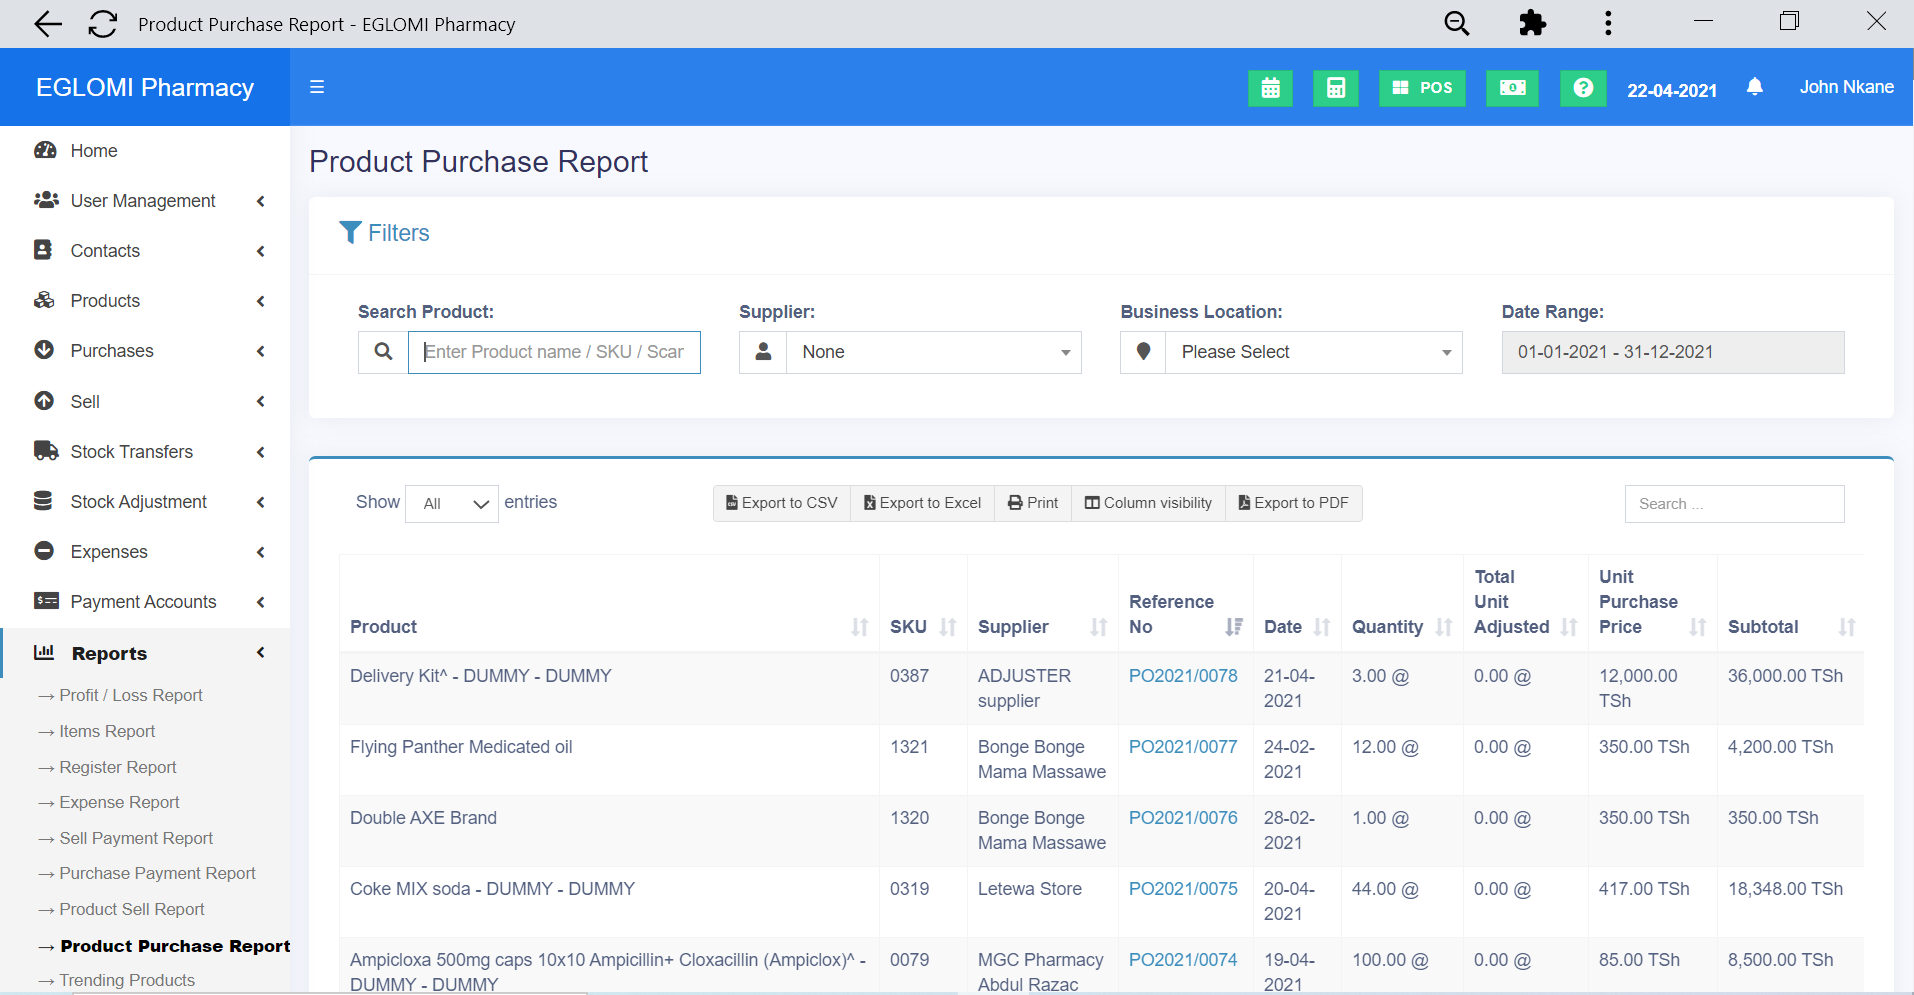 Product Purchase Report - EGLOMI Pharmacy
EGLOMI Pharmacy
POS
22-04-2021
John Nkane
Home
User Management
Contacts
Products
Purchases
Sell
Stock Transfers
Stock Adjustment
Expenses
Payment Accounts
Reports
→ Profit / Loss Report
→ Items Report
→ Register Report
→ Expense Report
→ Sell Payment Report
→ Purchase Payment Report
→ Product Sell Report
→ Product Purchase Report
→ Trending Products
Product Purchase Report
Filters
Search Product:
Enter Product name / SKU / Scar
Supplier:
None
Business Location:
Please Select
Date Range:
01-01-2021 - 31-12-2021
Show All entries
Export to CSV
Export to Excel
Print
Column visibility
Export to PDF
Search ...
Product
SKU
Supplier
Reference
No
Date
Quantity
Total
Unit
Adjusted
Unit
Purchase
Price
Subtotal
Delivery Kit^ - DUMMY - DUMMY
0387
ADJUSTER
supplier
PO2021/0078
21-04-
2021
3.00 @
0.00 @
12,000.00
TSh
36,000.00 TSh
Flying Panther Medicated oil
1321
Bonge Bonge
Mama Massawe
PO2021/0077
24-02-
2021
12.00 @
0.00 @
350.00 TSh
4,200.00 TSh
Double AXE Brand
1320
Bonge Bonge
Mama Massawe
PO2021/0076
28-02-
2021
1.00 @
0.00 @
350.00 TSh
350.00 TSh
Coke MIX soda - DUMMY - DUMMY
0319
Letewa Store
PO2021/0075
20-04-
2021
44.00 @
0.00 @
417.00 TSh
18,348.00 TSh
Ampicloxa 500mg caps 10x10 Ampicillin+ Cloxacillin (Ampiclox)^ -
DUMMY - DUMMY
0079
MGC Pharmacy
Abdul Razac
PO2021/0074
19-04-
2021
100.00 @
0.00 @
85.00 TSh
8,500.00 TSh